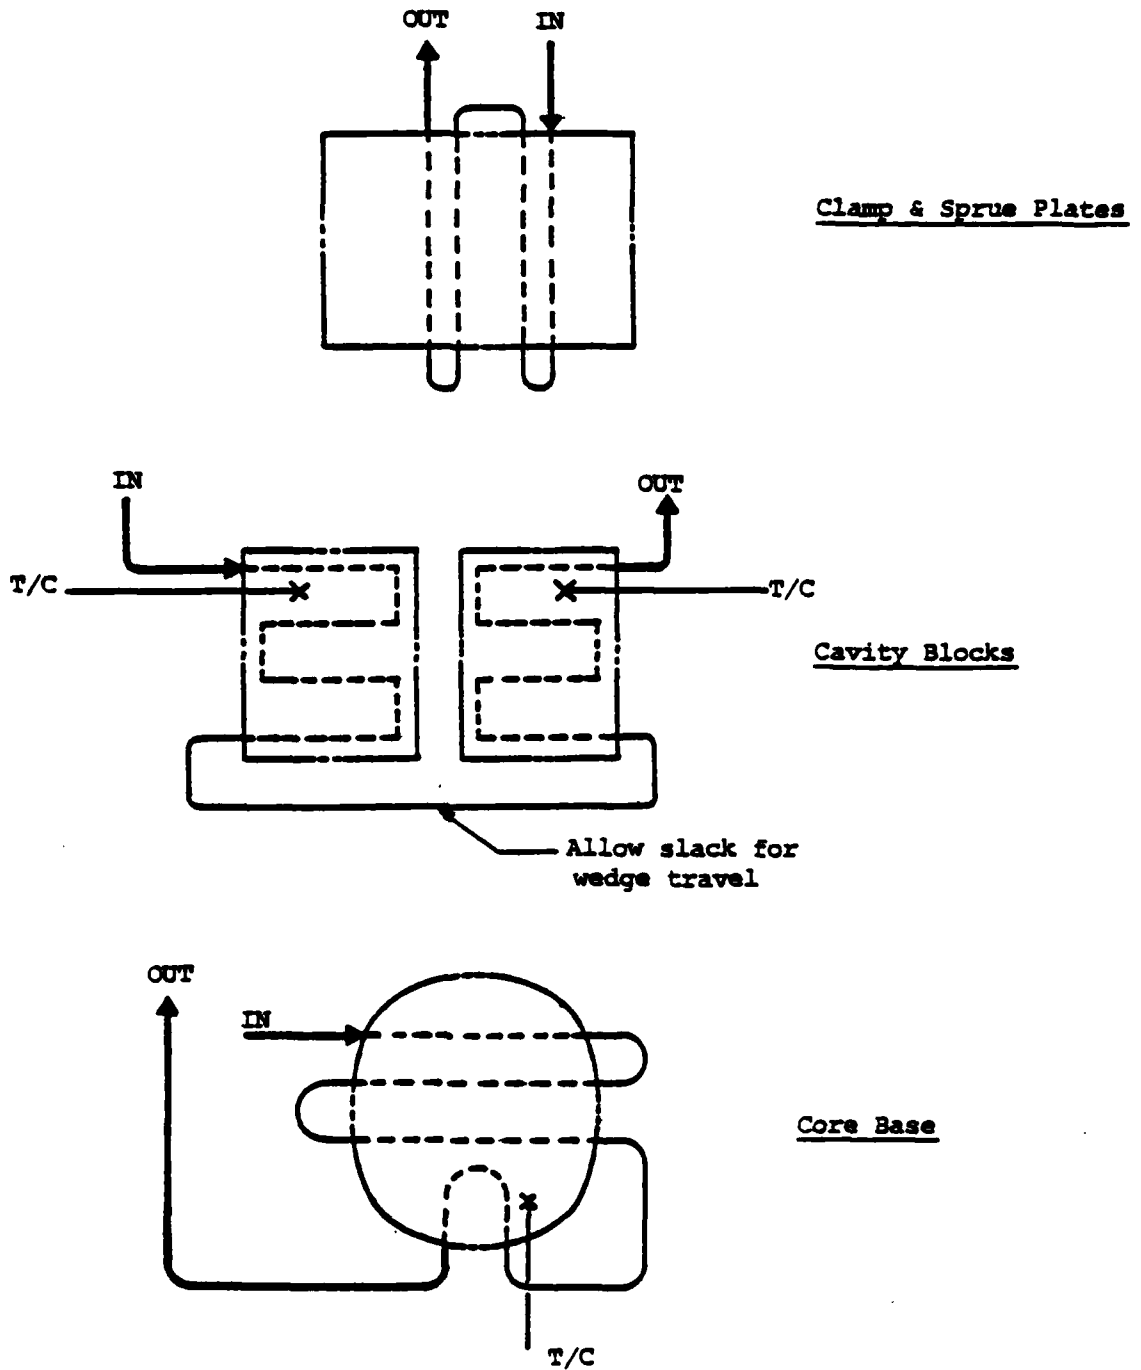 OUT
IN
Clamp & Sprue Plates
IN
OUT
T/C
T/C
Cavity Blocks
Allow slack for
wedge travel
OUT
IN
Core Base
T/C